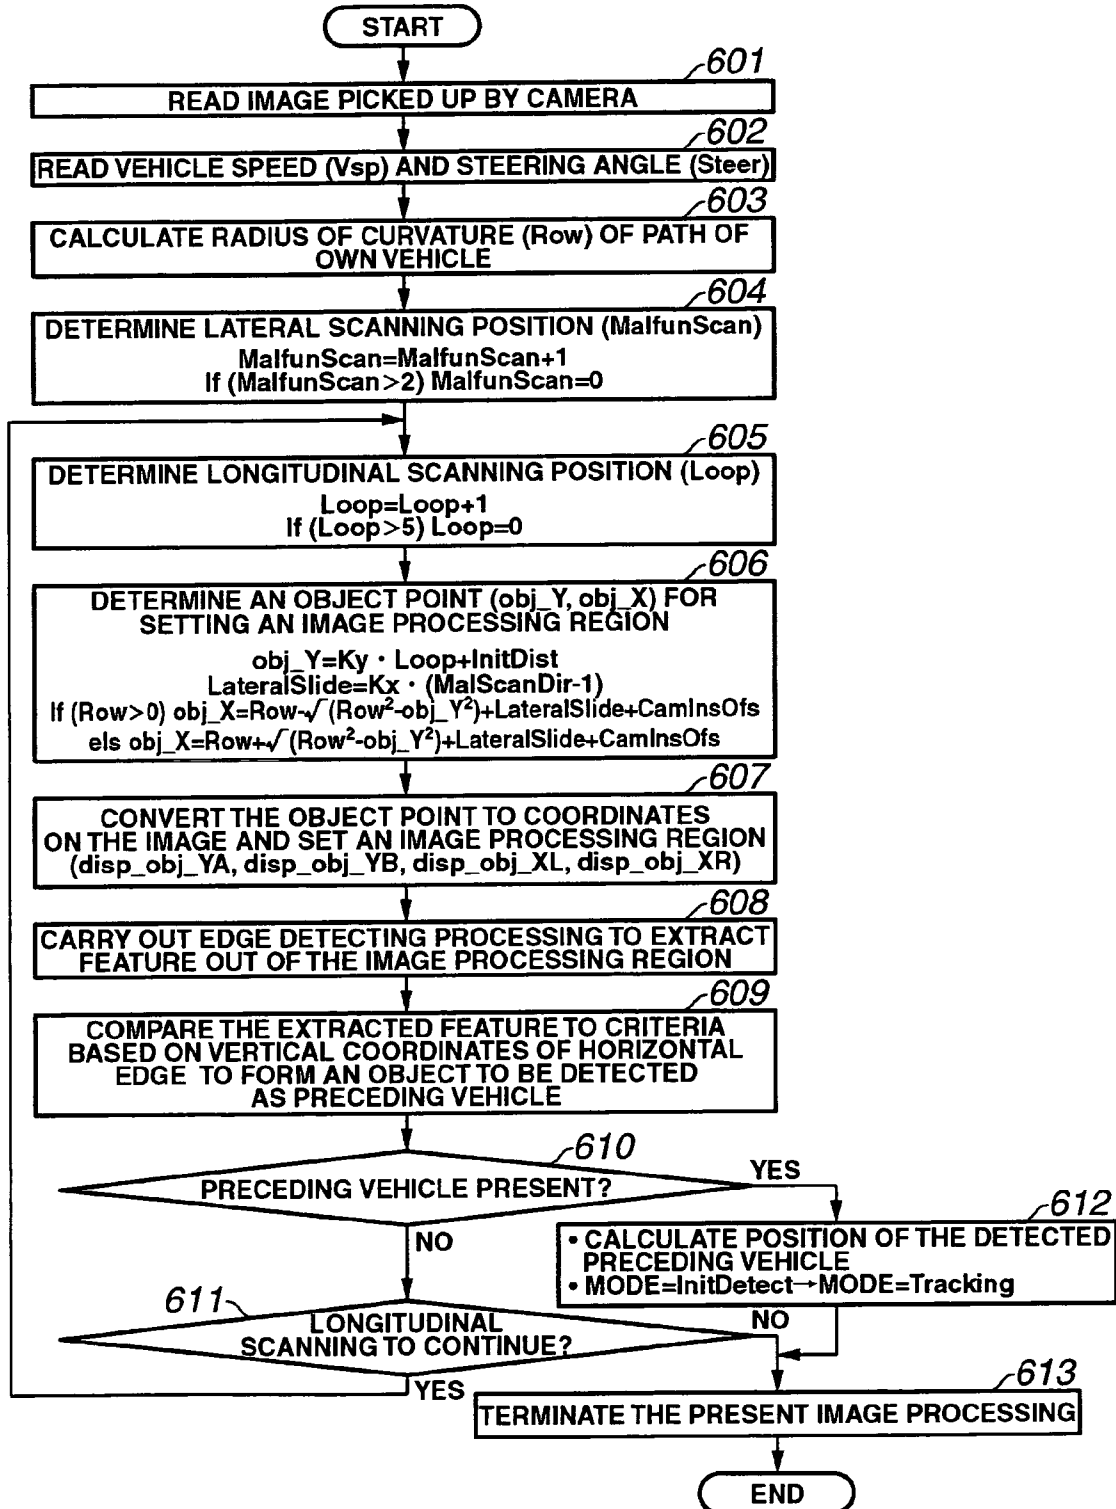 START
601
READ IMAGE PICKED UP BY CAMERA
602
READ VEHICLE SPEED (Vsp) AND STEERING ANGLE (Steer)
603
CALCULATE RADIUS OF CURVATURE (Row) OF PATH OF
OWN VEHICLE
604
DETERMINE LATERAL SCANNING POSITION (MalfunScan)
MalfunScan=MalfunScan+1
If (MalfunScan>2) MalfunScan=0
605
DETERMINE LONGITUDINAL SCANNING POSITION (Loop)
Loop=Loop+1
If (Loop>5) Loop=0
606
DETERMINE AN OBJECT POINT (obj_Y, obj_X) FOR
SETTING AN IMAGE PROCESSING REGION
obj_Y=Ky・Loop+InitDist
LateralSlide=Kx・(MalScanDir-1)
If (Row>0) obj_X=Row-√(Row²-obj_Y²)+LateralSlide+CamInsOfs
els obj_X=Row+√(Row²-obj_Y²)+LateralSlide+CamInsOfs
607
CONVERT THE OBJECT POINT TO COORDINATES
ON THE IMAGE AND SET AN IMAGE PROCESSING REGION
(disp_obj_YA, disp_obj_YB, disp_obj_XL, disp_obj_XR)
608
CARRY OUT EDGE DETECTING PROCESSING TO EXTRACT
FEATURE OUT OF THE IMAGE PROCESSING REGION
609
COMPARE THE EXTRACTED FEATURE TO CRITERIA
BASED ON VERTICAL COORDINATES OF HORIZONTAL
EDGE TO FORM AN OBJECT TO BE DETECTED
AS PRECEDING VEHICLE
610
PRECEDING VEHICLE PRESENT?
YES
NO
612
• CALCULATE POSITION OF THE DETECTED
PRECEDING VEHICLE
• MODE=InitDetect→MODE=Tracking
611
LONGITUDINAL
SCANNING TO CONTINUE?
NO
YES
613
TERMINATE THE PRESENT IMAGE PROCESSING
END